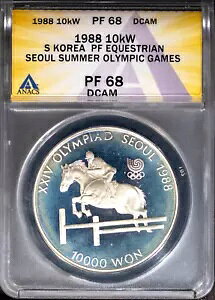 1988 10kW PF 68 DCAM
1988 10kW
S KOREA PF EQUESTRIAN
SEOUL SUMMER OLYMPIC GAMES
ANACS
PF 68
DCAM
XXIV OLYMPIAD SEOUL 1988
10000 WON